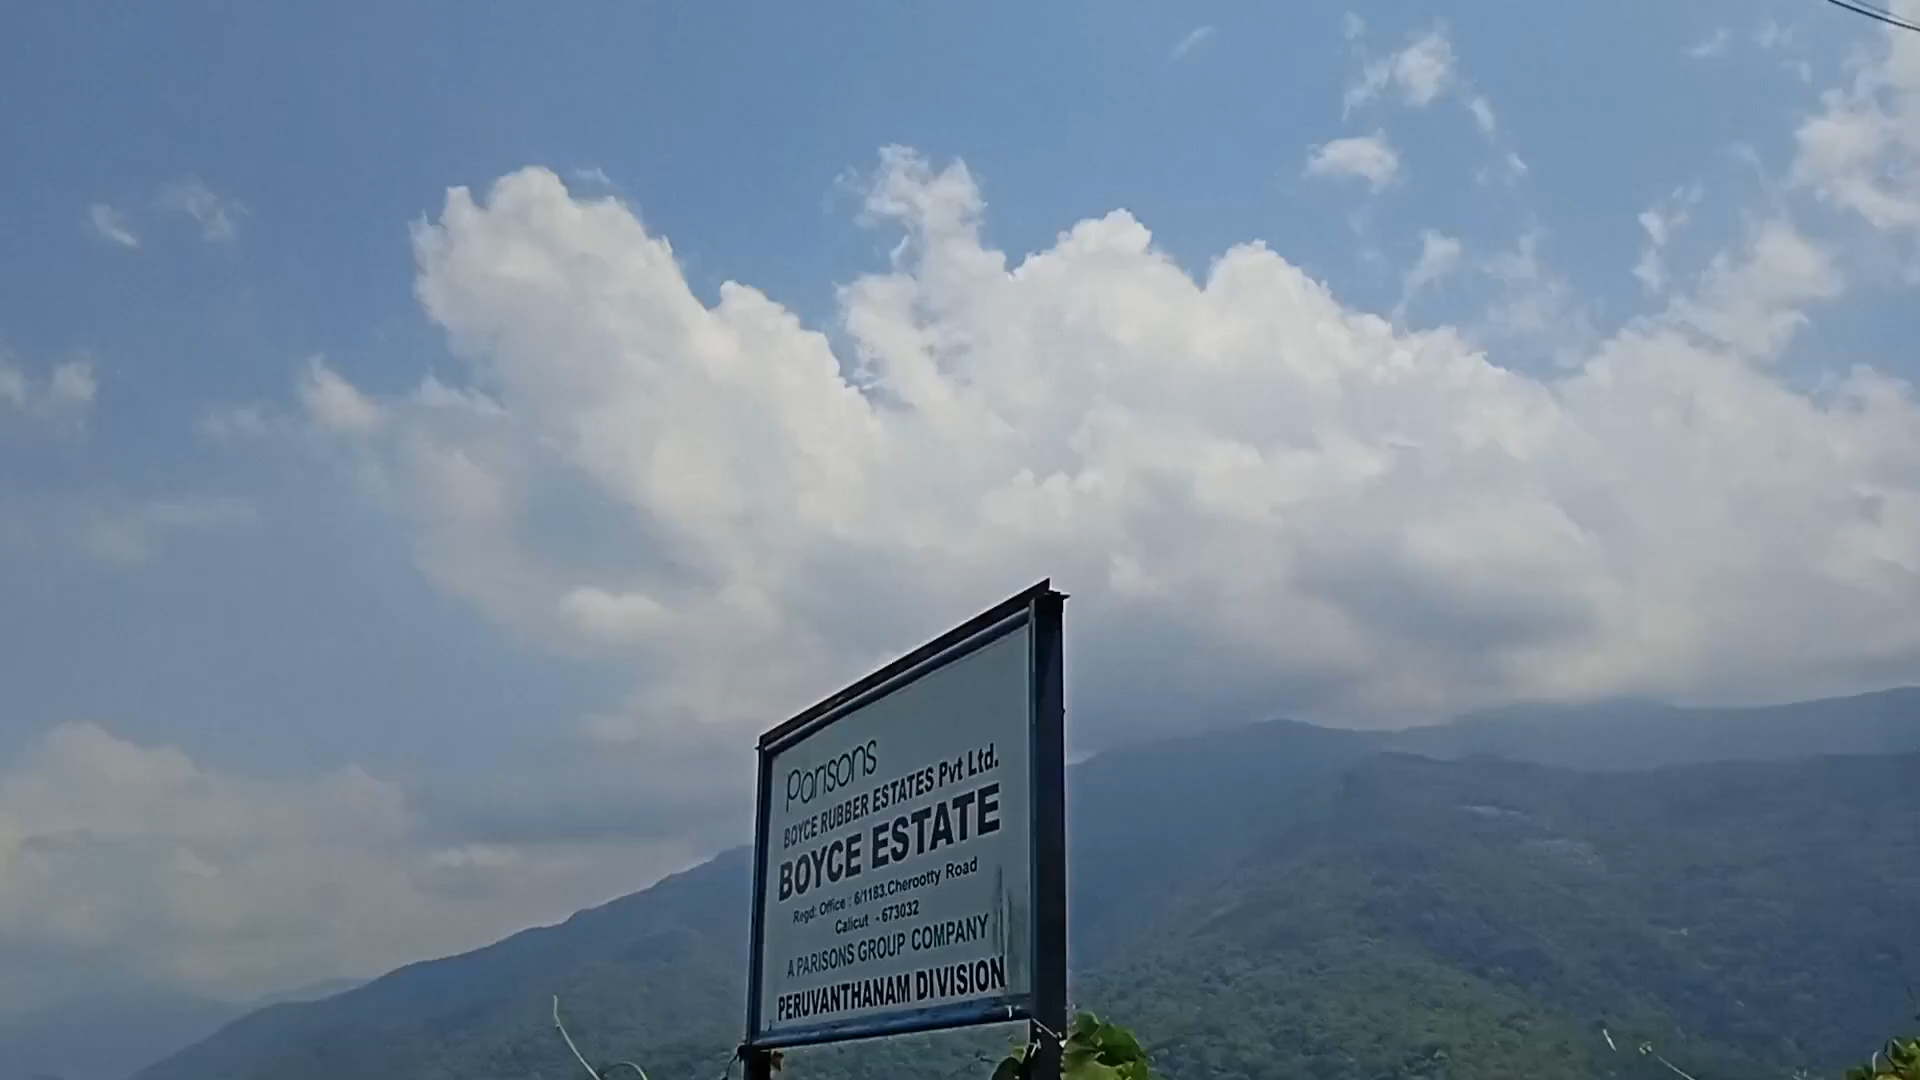 Parisons
BOYCE RUBBER ESTATES Pvt Ltd.
BOYCE ESTATE
Regd: Office : 6/1183.Cherootty Road
Calicut - 673032
A PARISONS GROUP COMPANY
PERUVANTHANAM DIVISION